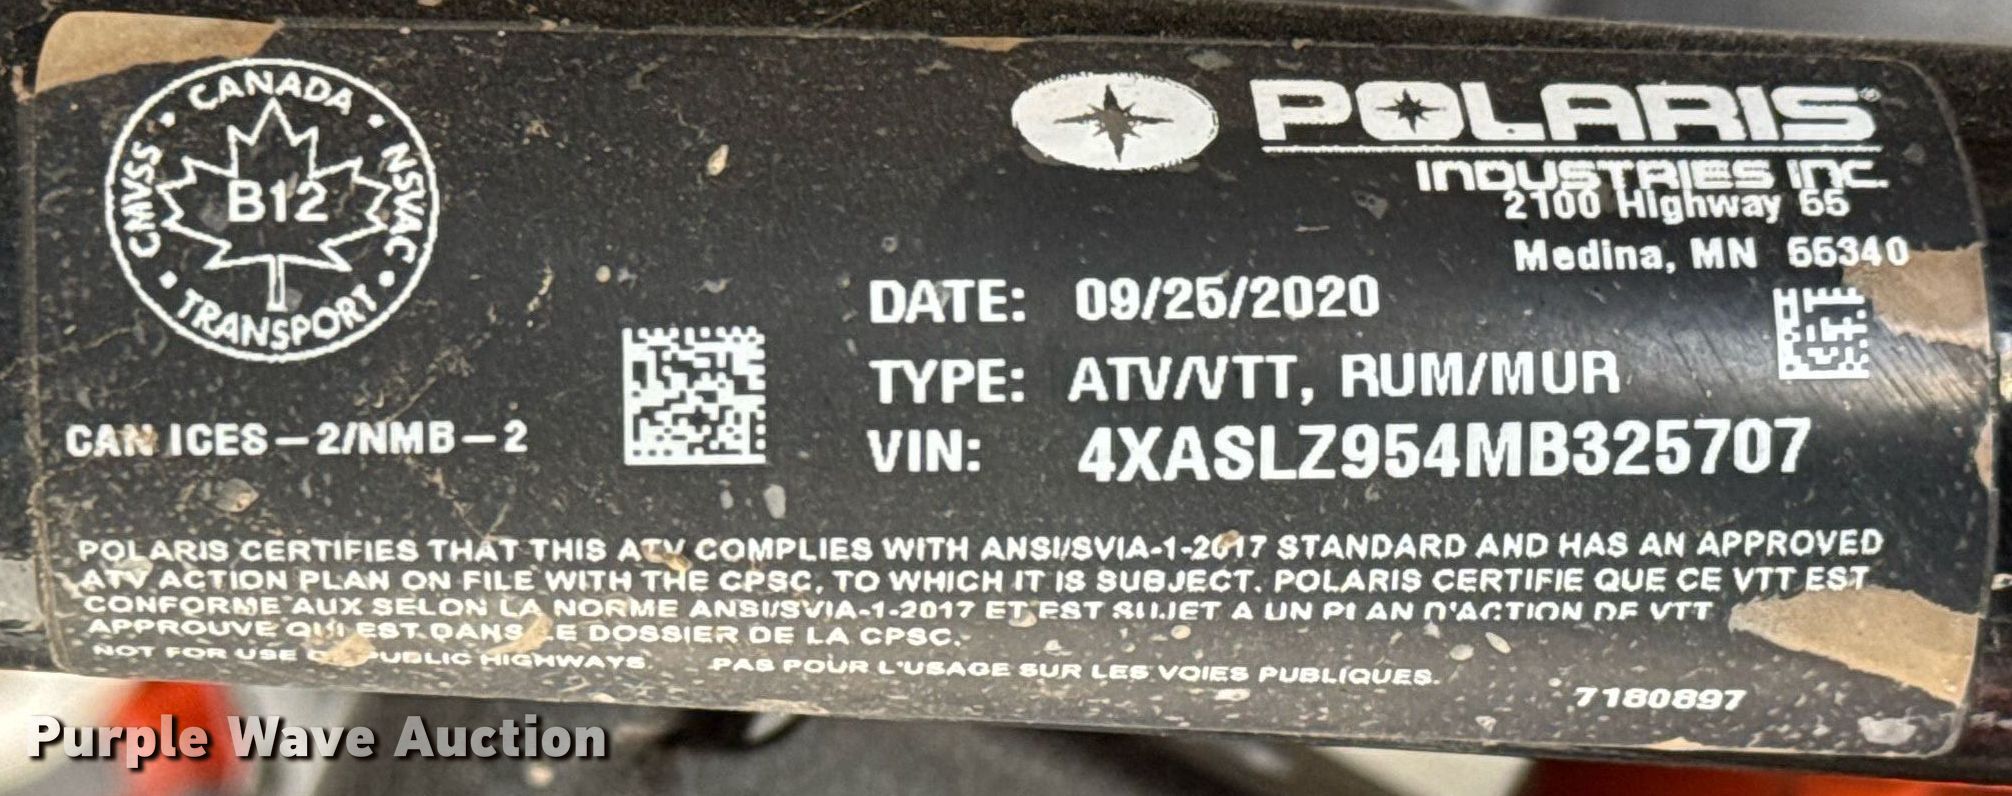 CANADA
CMVSS • NSVAC
B12
TRANSPORT
POLARIS®
INDUSTRIES INC.
2100 Highway 55
Medina, MN 55340
DATE: 09/25/2020
TYPE: ATV/VTT, RUM/MUR
CAN ICES-2/NMB-2
VIN: 4XASLZ954MB325707
POLARIS CERTIFIES THAT THIS ATV COMPLIES WITH ANSI/SVIA-1-2017 STANDARD AND HAS AN APPROVED
ATV ACTION PLAN ON FILE WITH THE CPSC, TO WHICH IT IS SUBJECT. POLARIS CERTIFIE QUE CE VTT EST
CONFORME AUX SELON LA NORME ANSI/SVIA-1-2017 ET EST SUJET A UN PLAN D'ACTION DE VTT
APPROUVE QUI EST DANS LE DOSSIER DE LA CPSC.
NOT FOR USE ON PUBLIC HIGHWAYS. PAS POUR L'USAGE SUR LES VOIES PUBLIQUES.
7180897
Purple Wave Auction